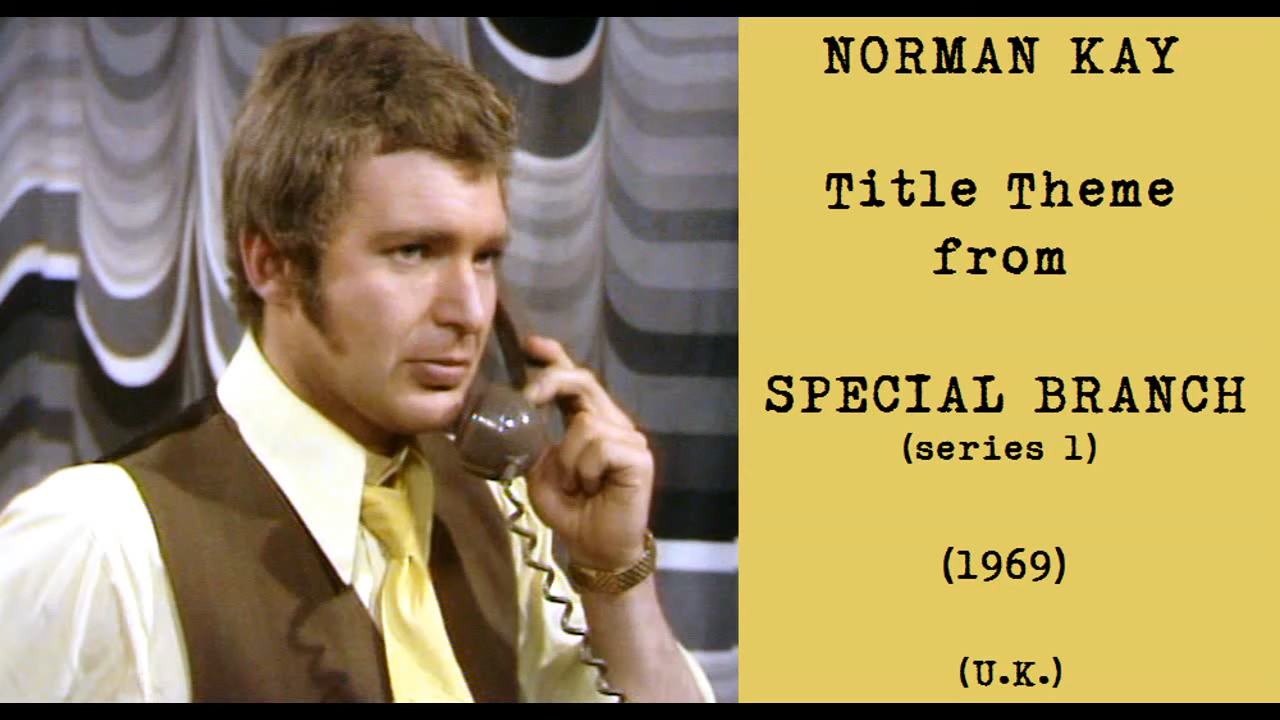 NORMAN KAY
Title Theme
from
SPECIAL BRANCH
(series 1)
(1969)
(U.K.)